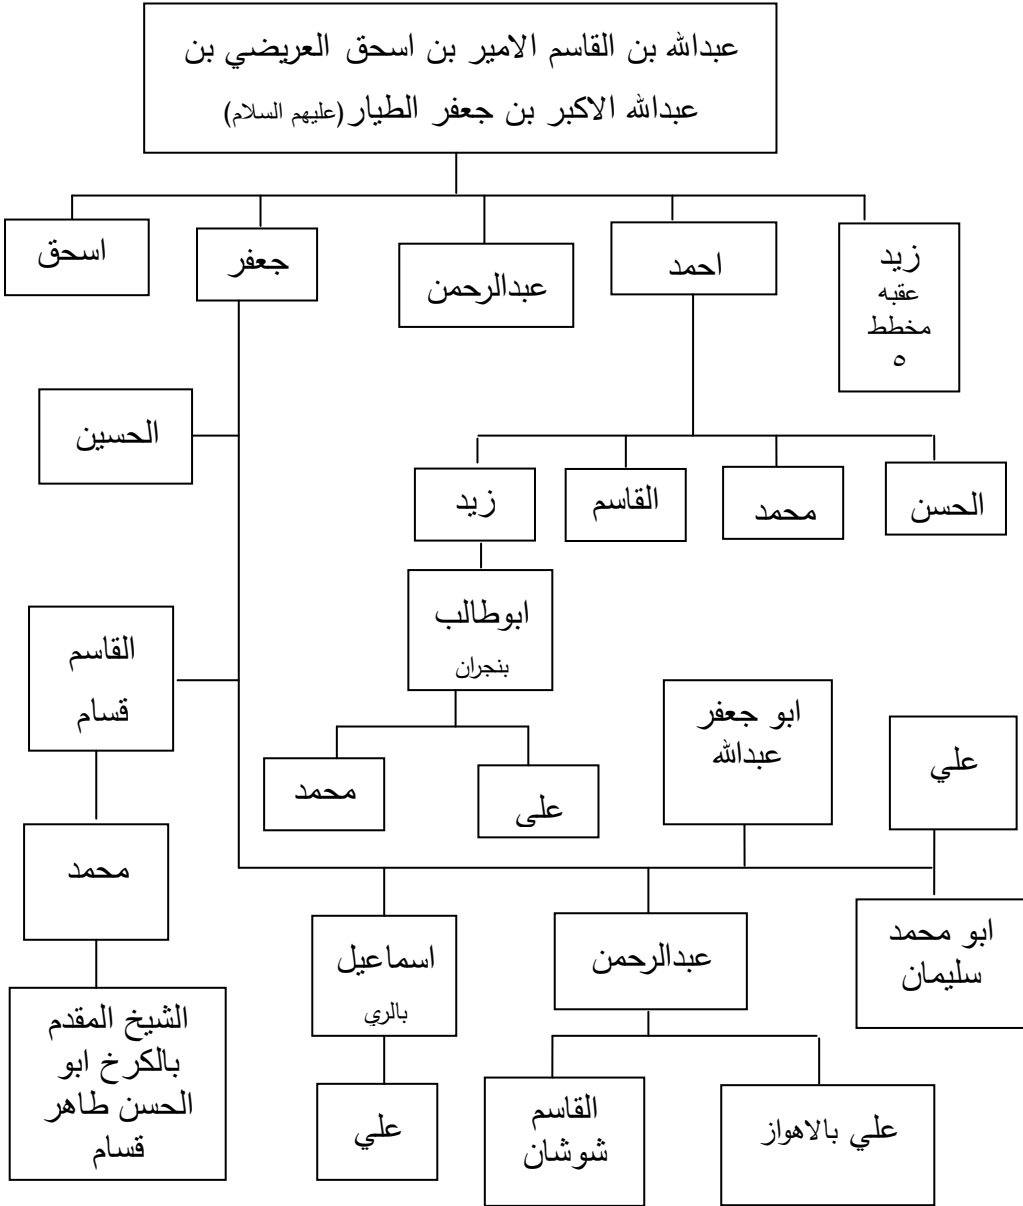 عبدالله بن القاسم الامير بن اسحق العريضي بن
عبدالله الاكبر بن جعفر الطيار (عليهم السلام)
زيد
عقبه
مخطط
٥
احمد
عبدالرحمن
جعفر
اسحق
الحسين
الحسن
محمد
القاسم
زيد
ابوطالب
بنجران
علی
محمد
القاسم
قسام
محمد
الشيخ المقدم
بالكرخ ابو
الحسن طاهر
قسام
علي
ابو جعفر
عبدالله
ابو محمد
سليمان
عبدالرحمن
اسماعيل
بالري
علي بالاهواز
القاسم
شوشان
علي